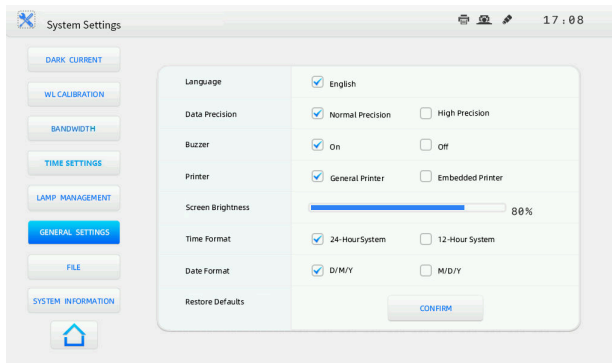 System Settings
17:08
DARK CURRENT
WL CALIBRATION
BANDWIDTH
TIME SETTINGS
LAMP MANAGEMENT
GENERAL SETTINGS
FILE
SYSTEM INFORMATION
Language English
Data Precision Normal Precision High Precision
Buzzer On Off
Printer General Printer Embedded Printer
Screen Brightness 80%
Time Format 24-HourSystem 12-Hour System
Date Format D/M/Y M/D/Y
Restore Defaults CONFIRM